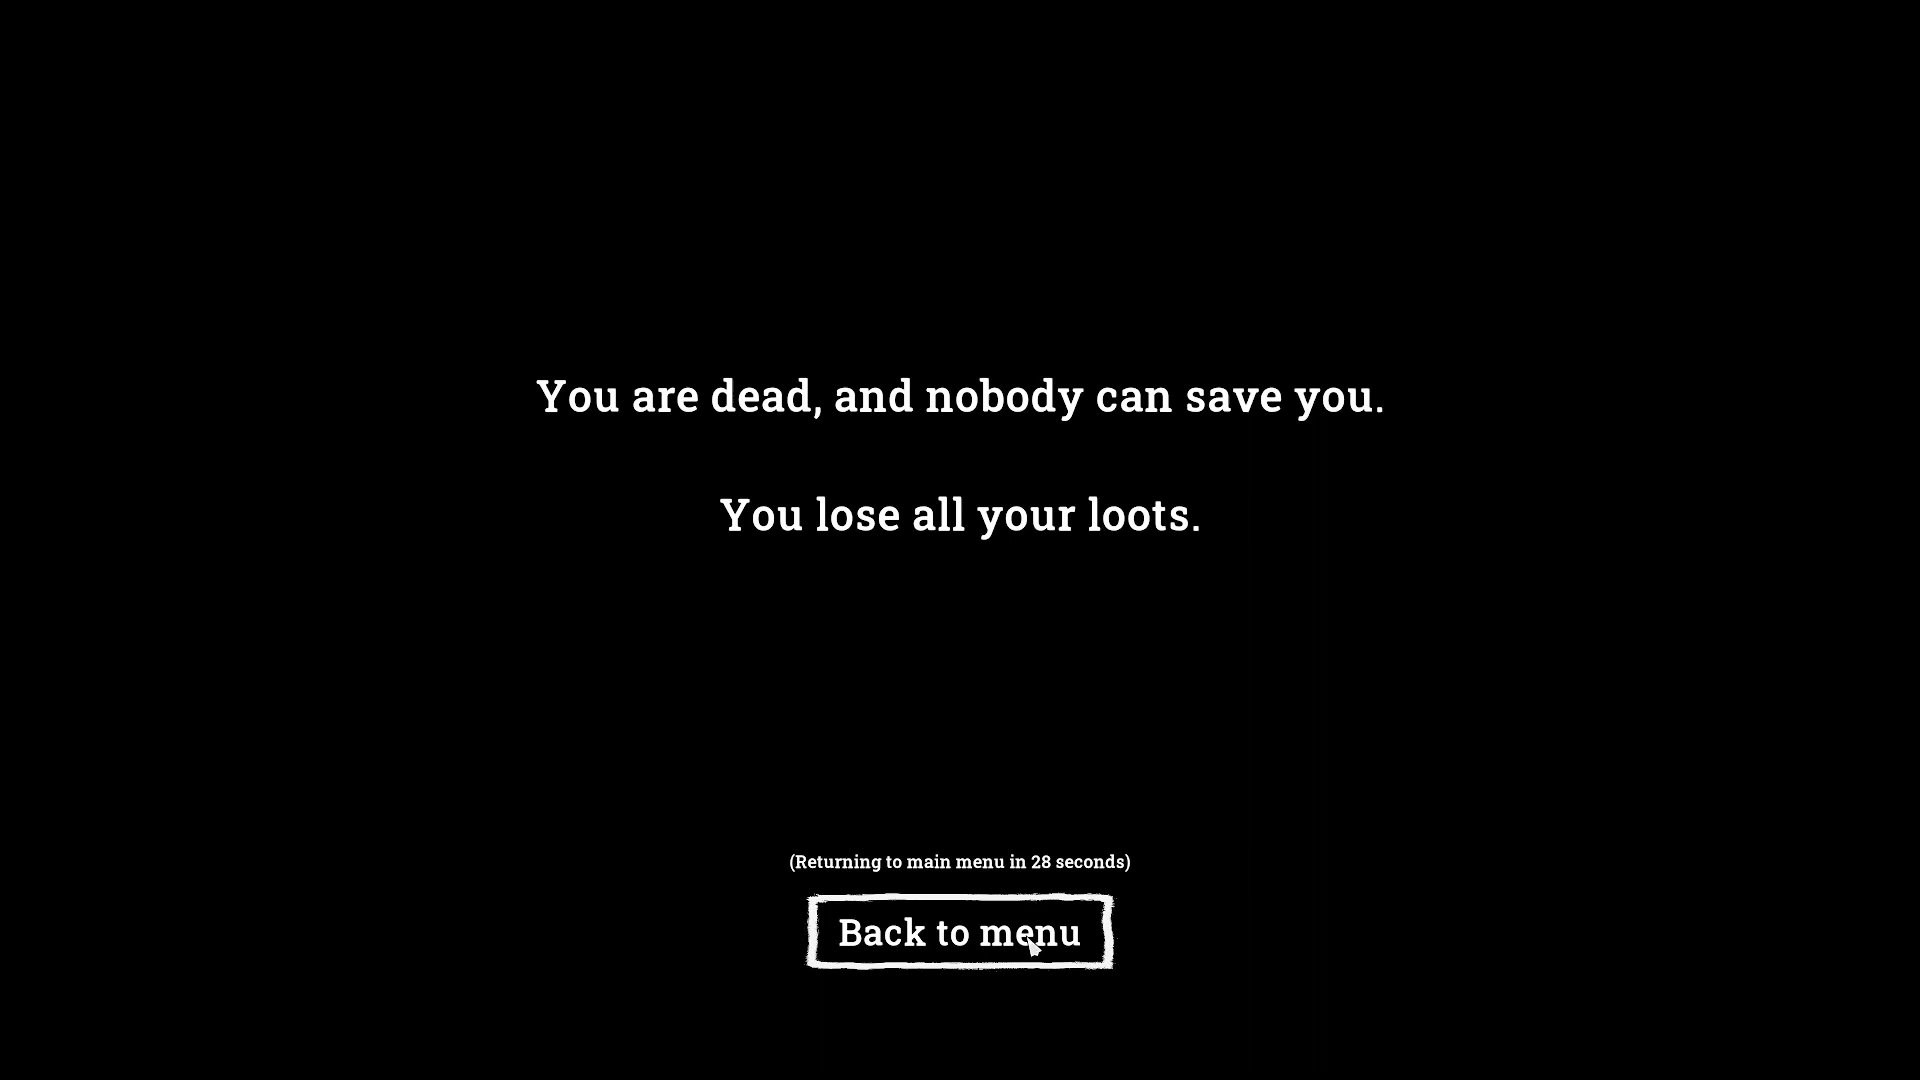 You are dead, and nobody can save you.
You lose all your loots.
(Returning to main menu in 28 seconds)
Back to menu